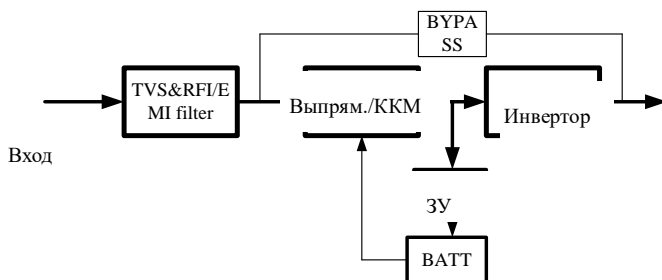 BYPA
SS
TVS&RFI/E
MI filter
Выпрям./ККМ
Инвертор
Вход
ЗУ
BATT